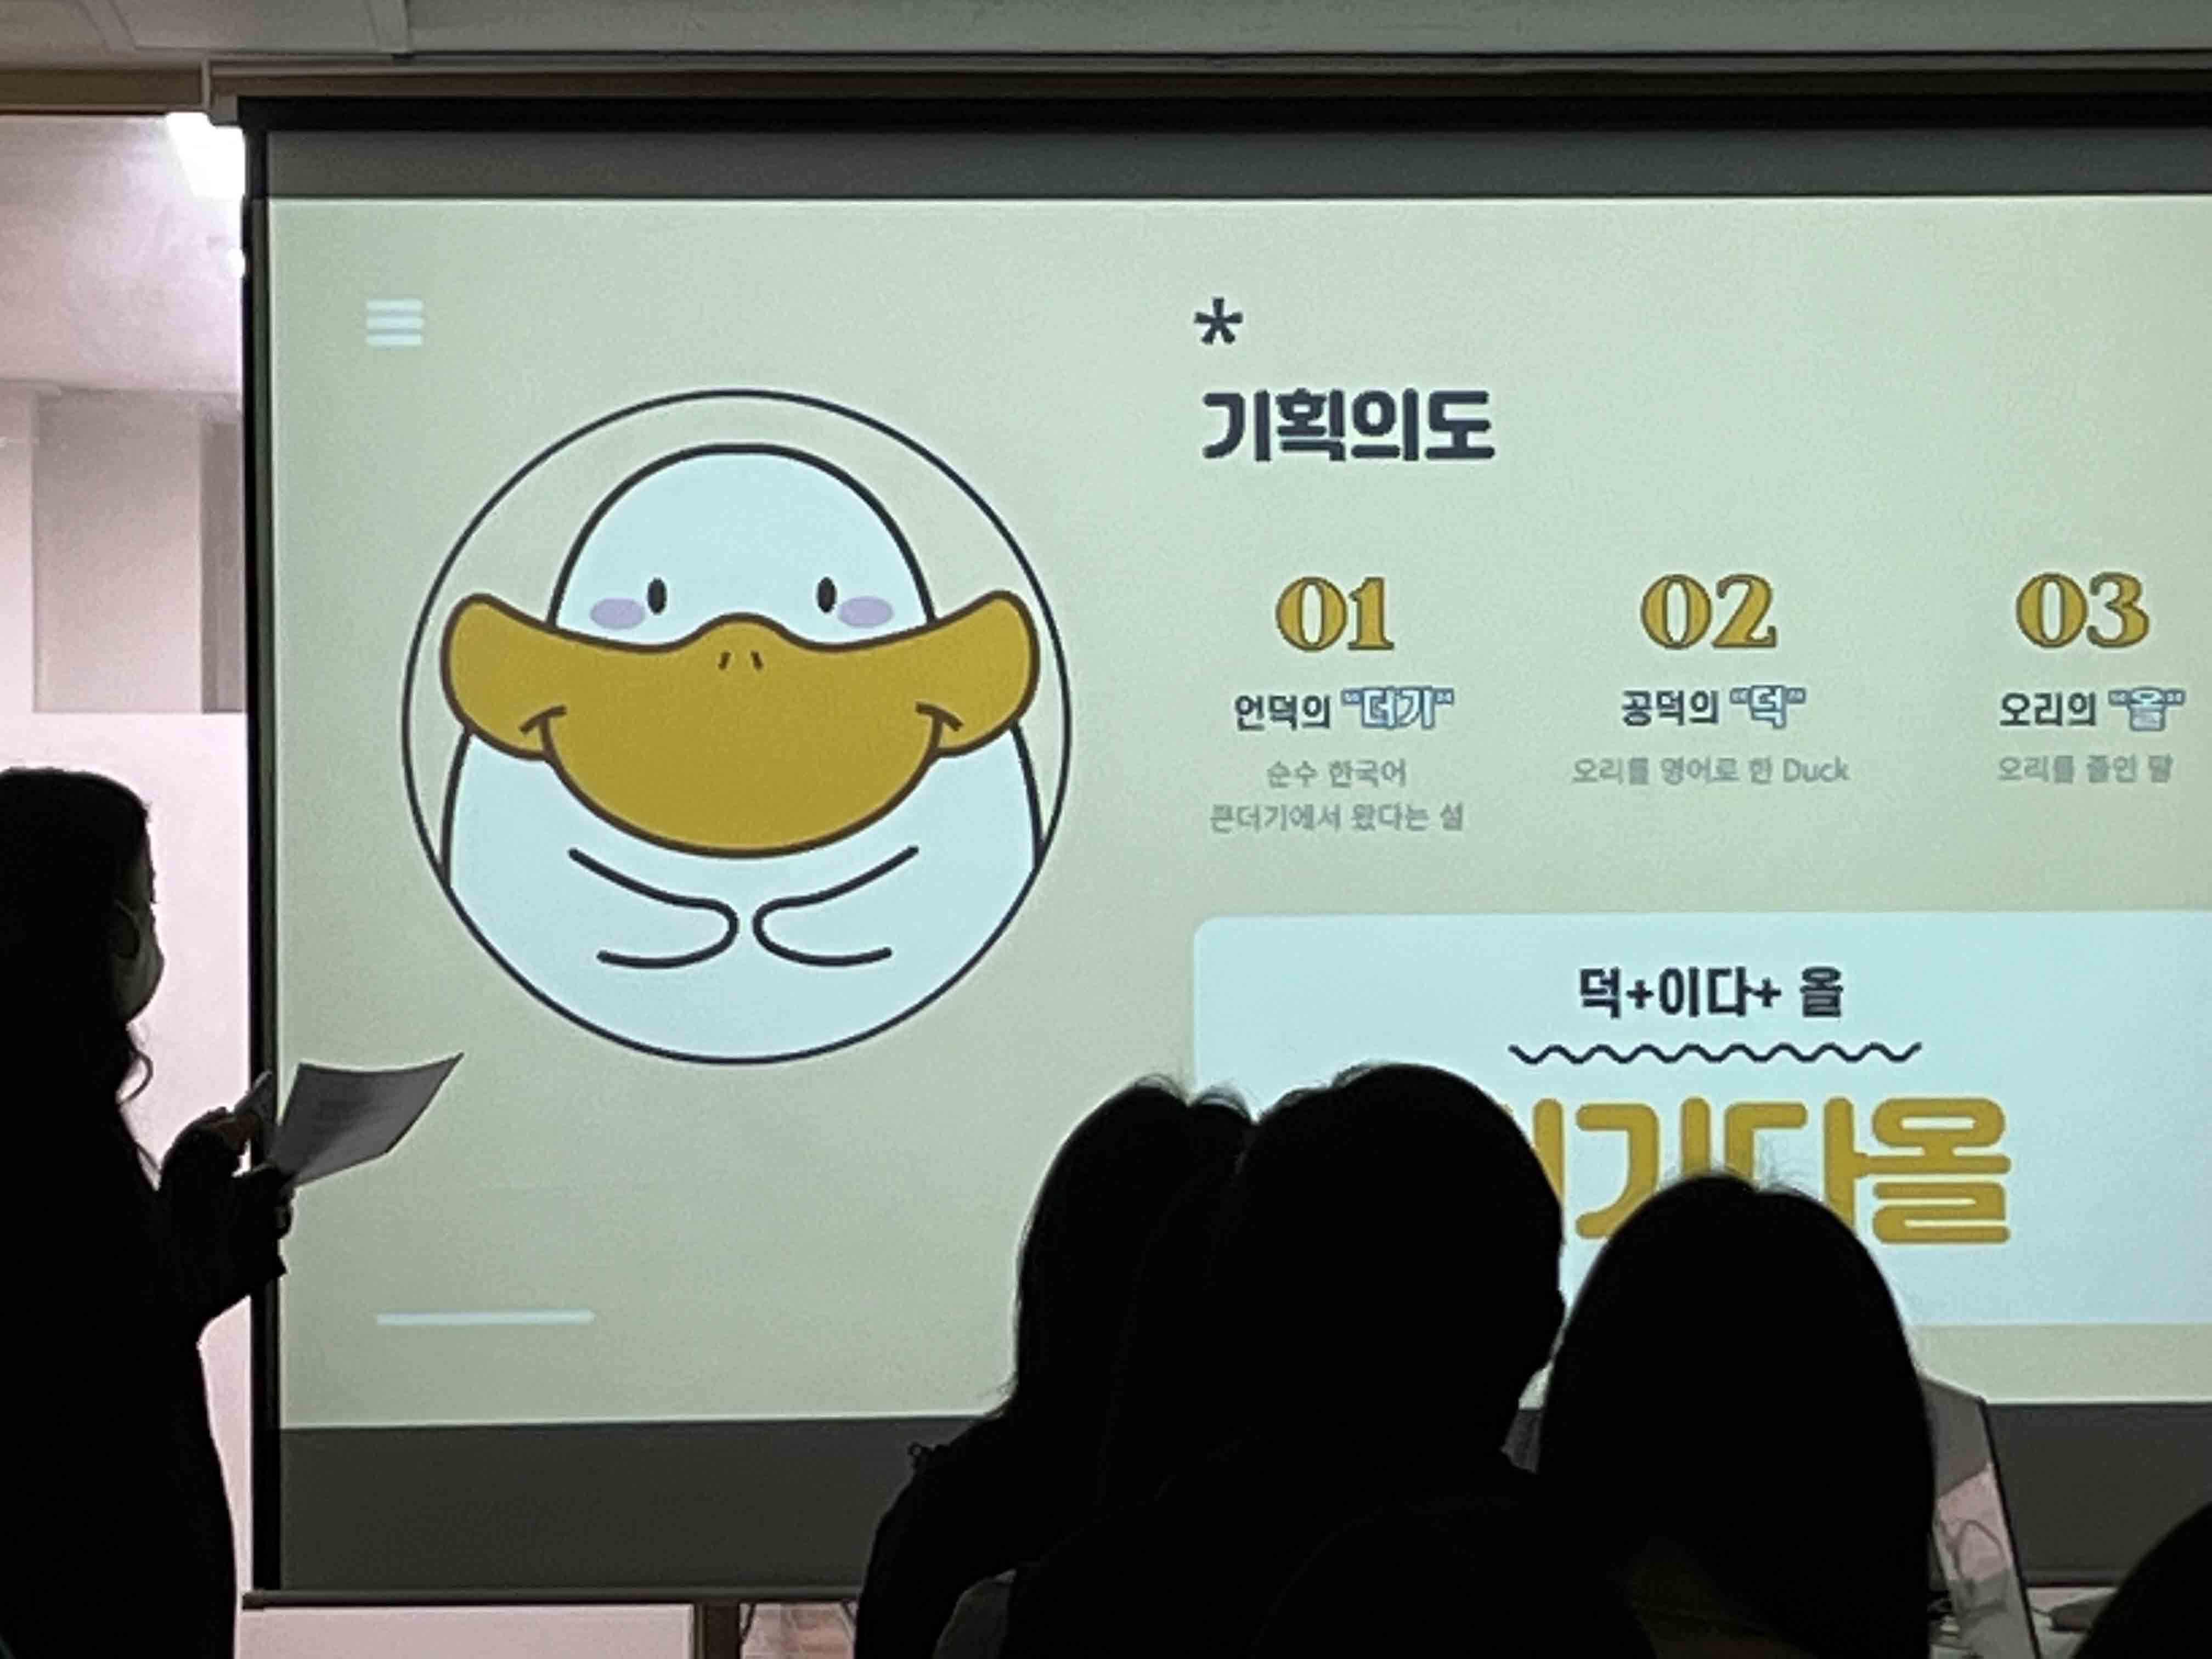 *
기획의도
01
언덕의 "더기"
순수 한국어
큰더기에서 왔다는 설
02
공덕의 "덕"
오리를 영어로 한 Duck
03
오리의 "올"
오리를 줄인 말
덕+이다+ 올
기다올